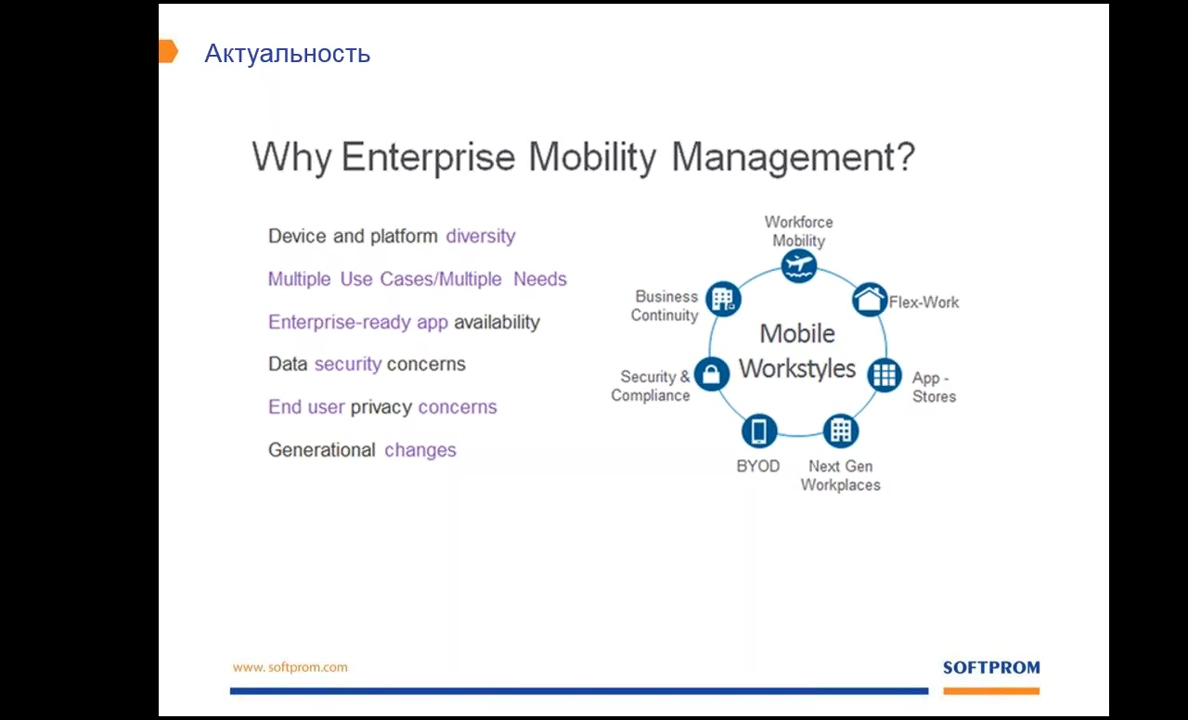 Актуальность
Why Enterprise Mobility Management?
Device and platform diversity
Multiple Use Cases/Multiple Needs
Enterprise-ready app availability
Data security concerns
End user privacy concerns
Generational changes
Workforce
Mobility
Flex-Work
App -
Stores
Next Gen
Workplaces
BYOD
Security &
Compliance
Business
Continuity
Mobile
Workstyles
www.softprom.com
SOFTPROM